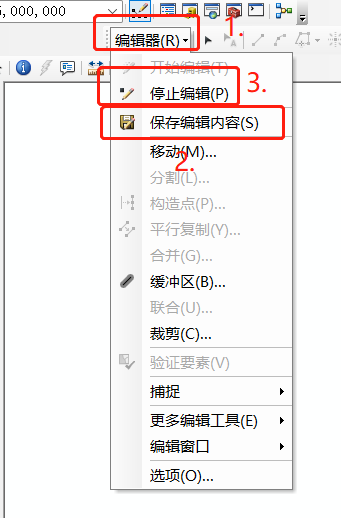 5, 000, 000
编辑器(R)
1.
开始编辑(T)
停止编辑(P)
3.
保存编辑内容(S)
移动(M)...
2.
分割(L)...
构造点(P)...
平行复制(Y)...
合并(G)...
缓冲区(B)...
联合(U)...
裁剪(C)...
验证要素(V)
捕捉
更多编辑工具(E)
编辑窗口
选项(O)...